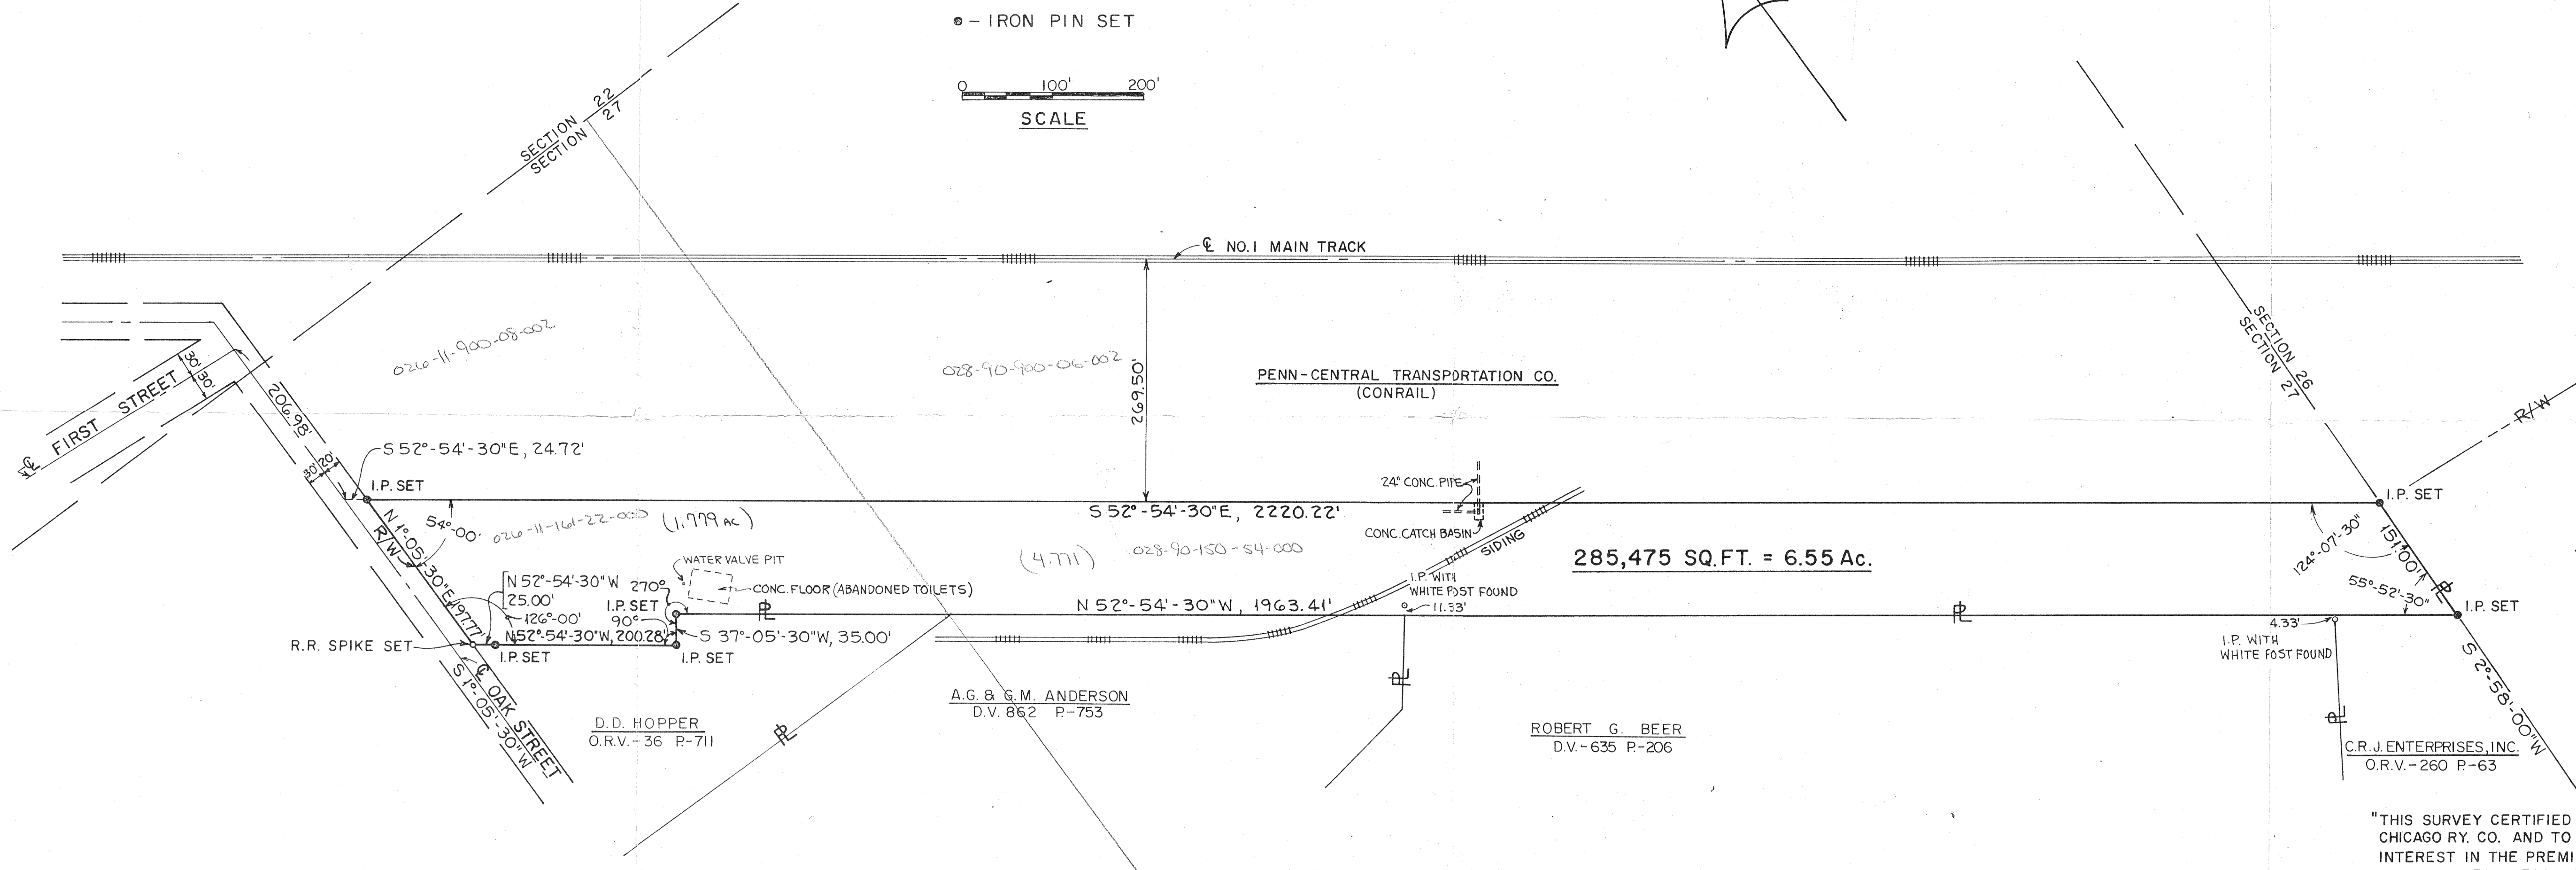 - IRON PIN SET
0 100' 200'
SCALE
SECTION 22
SECTION 27
℄ NO.1 MAIN TRACK
026-11-900-08-002
028-90-900-06-002
269.50'
PENN-CENTRAL TRANSPORTATION CO.
(CONRAIL)
SECTION 26
SECTION 27
R/W
30'
30'
℄ FIRST STREET
206.98'
S 52°-54'-30"E, 24.72'
30' 20'
I.P. SET
54°-00'
026-11-161-22-000 (1.779 AC)
S 52°-54'-30"E, 2220.22'
24" CONC. PIPE
CONC. CATCH BASIN
SIDING
I.P. SET
N 1°-05'-30"E, 197.77'
R/W
WATER VALVE PIT
CONC. FLOOR (ABANDONED TOILETS)
(4.771) 028-90-150-54-000
285,475 SQ.FT. = 6.55 Ac.
124°-07'-30"
151.00'
55°-52'-30"
PL
N 52°-54'-30"W
25.00'
270°
I.P. SET
126°-00'
90°
N 52°-54'-30"W, 200.28'
S 37°-05'-30"W, 35.00'
PL
N 52°-54'-30"W, 1963.41'
I.P. WITH
WHITE POST FOUND
11.33'
PL
I.P. SET
R.R. SPIKE SET
I.P. SET
I.P. SET
4.33'
I.P. WITH
WHITE POST FOUND
S 2°-58'-00"W
℄ OAK STREET
S 1°-05'-30"W
D.D. HOPPER
O.R.V.-36 P.-711
PL
A.G. & G.M. ANDERSON
D.V. 862 P.-753
PL
ROBERT G. BEER
D.V.-635 P.-206
PL
C.R.J. ENTERPRISES, INC.
O.R.V.-260 P.-63
"THIS SURVEY CERTIFIED
CHICAGO RY. CO. AND TO
INTEREST IN THE PREMI